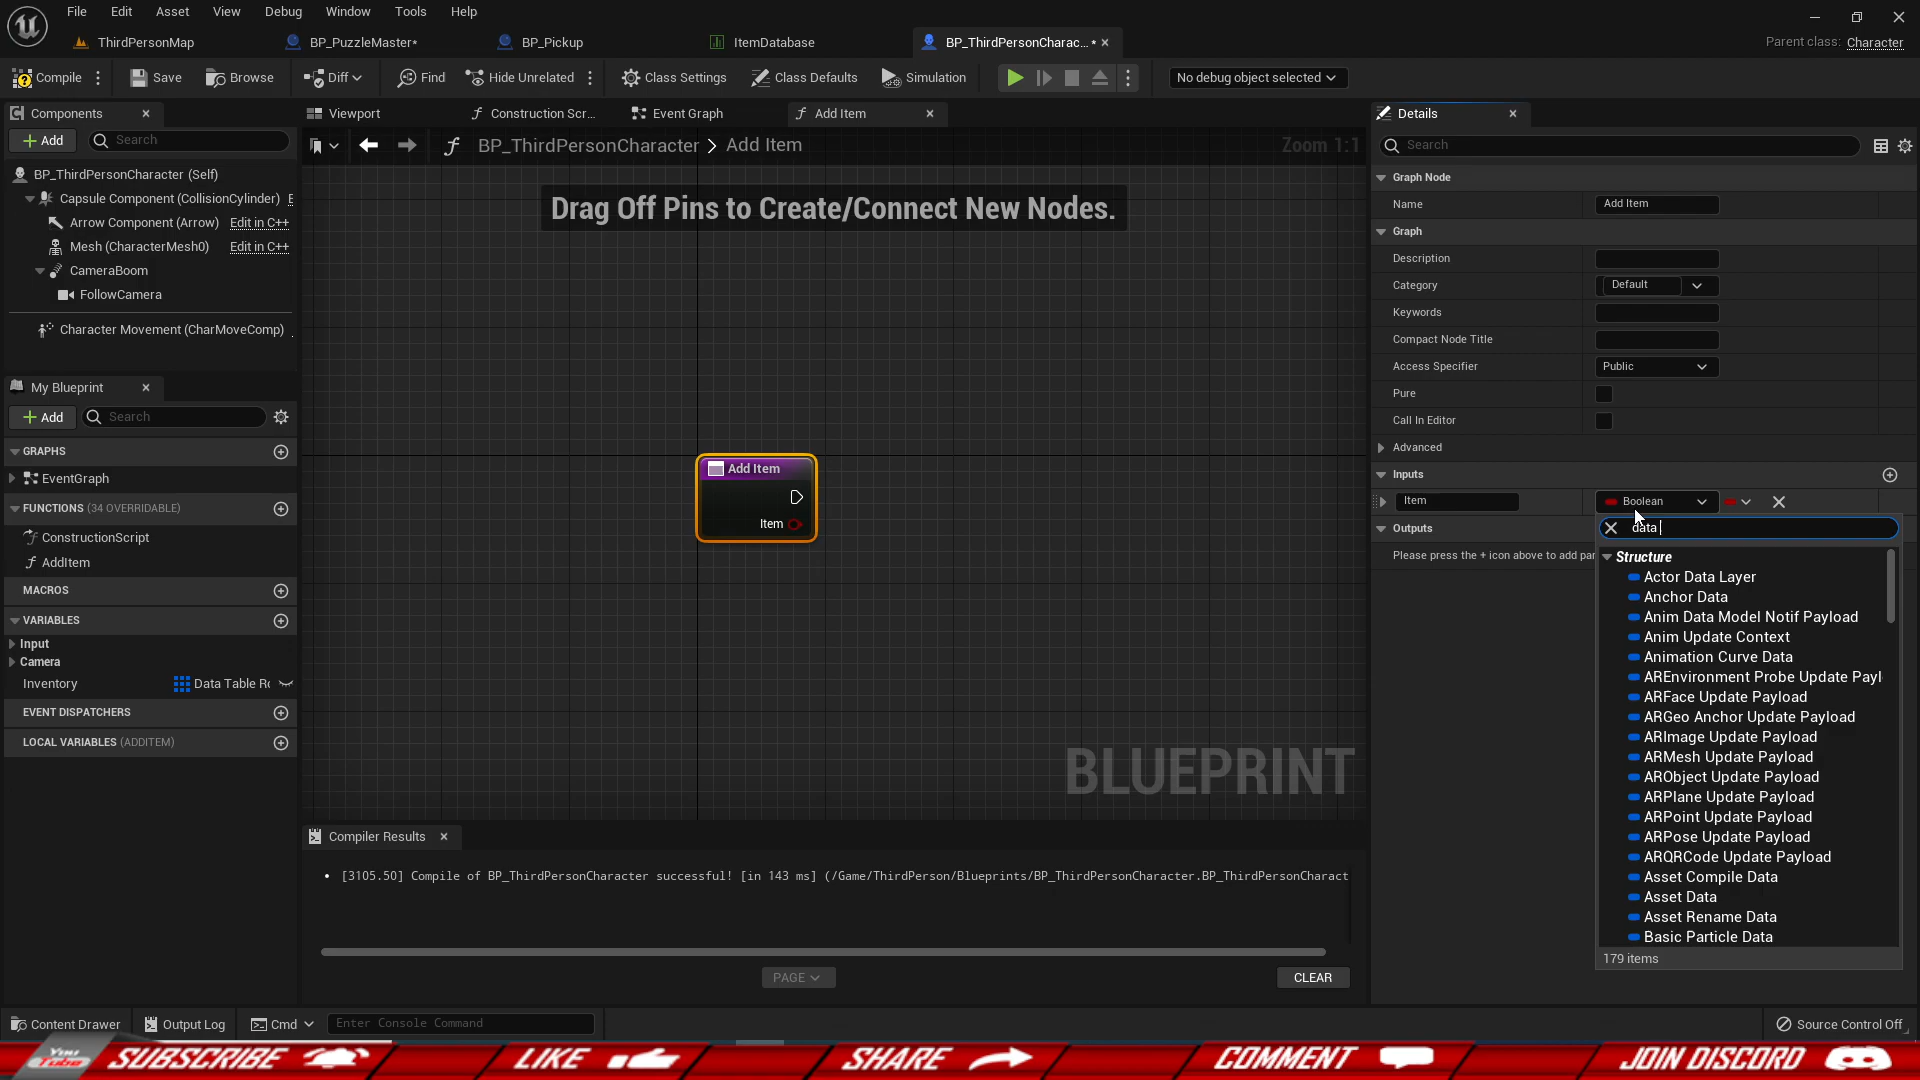 File Edit Asset View Debug Window Tools Help
ThirdPersonMap BP_PuzzleMaster* BP_Pickup ItemDatabase BP_ThirdPersonCharac... *
Parent class: Character
Compile Save Browse Diff Find Hide Unrelated Class Settings Class Defaults Simulation No debug object selected
Components
Add Search
BP_ThirdPersonCharacter (Self)
Capsule Component (CollisionCylinder)
Arrow Component (Arrow) Edit in C++
Mesh (CharacterMesh0) Edit in C++
CameraBoom
FollowCamera
Character Movement (CharMoveComp)
My Blueprint
Add Search
GRAPHS
EventGraph
FUNCTIONS (34 OVERRIDABLE)
ConstructionScript
AddItem
MACROS
VARIABLES
Input
Camera
Inventory Data Table Ro
EVENT DISPATCHERS
LOCAL VARIABLES (ADDITEM)
Viewport Construction Scr... Event Graph Add Item
BP_ThirdPersonCharacter > Add Item Zoom 1:1
Drag Off Pins to Create/Connect New Nodes.
Add Item
Item
BLUEPRINT
Compiler Results
• [3105.50] Compile of BP_ThirdPersonCharacter successful! [in 143 ms] (/Game/ThirdPerson/Blueprints/BP_ThirdPersonCharacter.BP_ThirdPersonCharact
PAGE CLEAR
Details
Search
Graph Node
Name Add Item
Graph
Description
Category Default
Keywords
Compact Node Title
Access Specifier Public
Pure
Call In Editor
Advanced
Inputs
Item Boolean
Outputs
Please press the + icon above to add par
data
Structure
Actor Data Layer
Anchor Data
Anim Data Model Notif Payload
Anim Update Context
Animation Curve Data
AREnvironment Probe Update Payl
ARFace Update Payload
ARGeo Anchor Update Payload
ARImage Update Payload
ARMesh Update Payload
ARObject Update Payload
ARPlane Update Payload
ARPoint Update Payload
ARPose Update Payload
ARQRCode Update Payload
Asset Compile Data
Asset Data
Asset Rename Data
Basic Particle Data
179 items
Content Drawer Output Log Cmd Enter Console Command Source Control Off
You Tube SUBSCRIBE LIKE SHARE COMMENT JOIN DISCORD